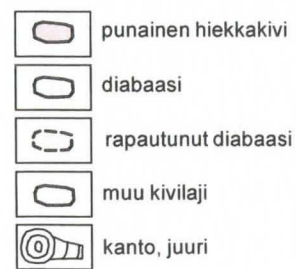 punainen hiekkakivi
diabaasi
rapautunut diabaasi
muu kivilaji
kanto, juuri